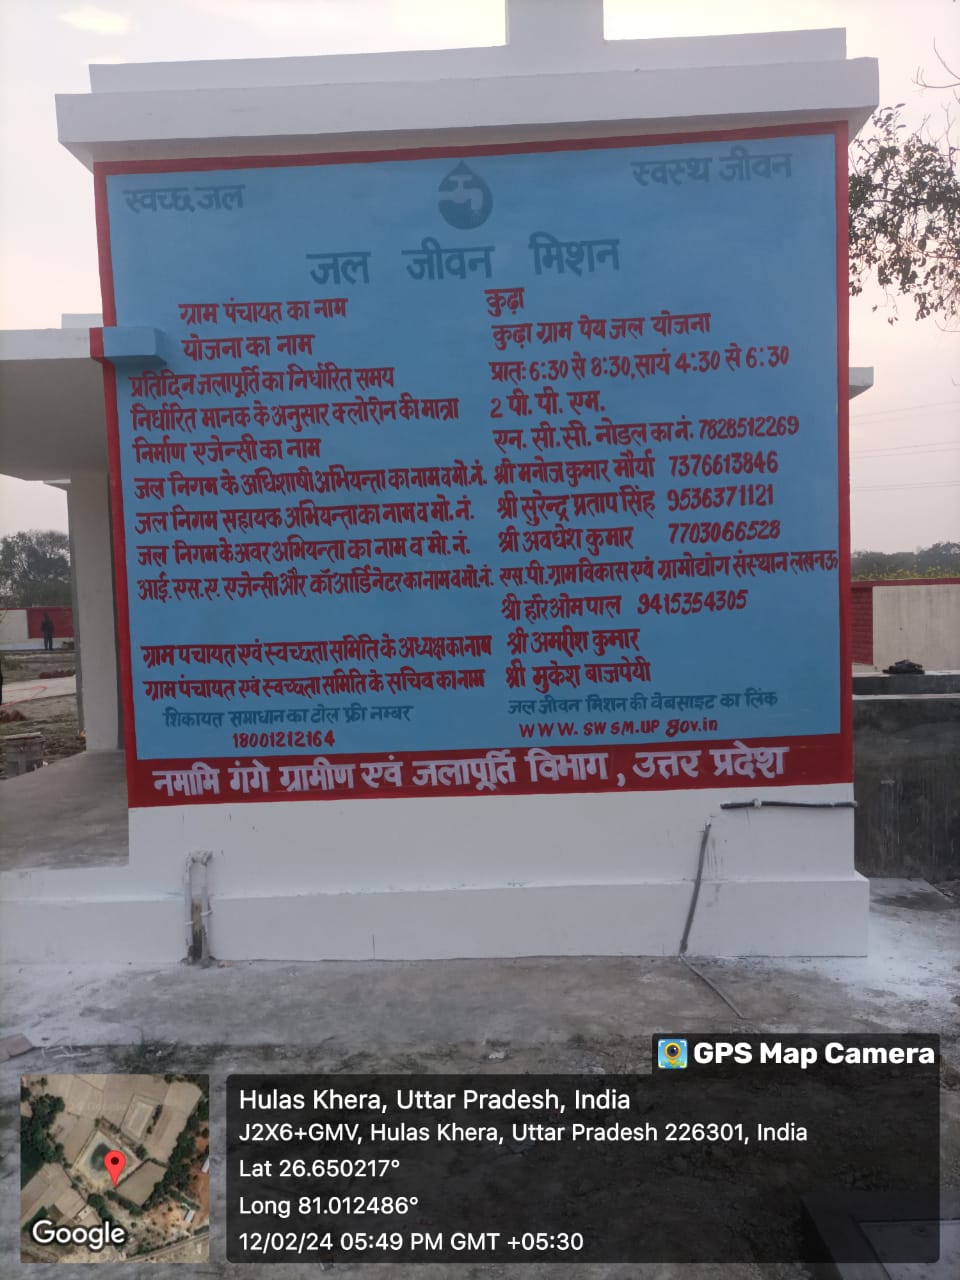 स्वच्छ जल
स्वस्थ जीवन
जल जीवन मिशन
ग्राम पंचायत का नाम कुढ़ा
योजना का नाम कुढ़ा ग्राम पेय जल योजना
प्रतिदिन जलापूर्ति का निर्धारित समय प्रातः 6:30 से 8:30, सायं 4:30 से 6:30
निर्धारित मानक के अनुसार क्लोरीन की मात्रा 2 पी. पी. एम.
निर्माण एजेन्सी का नाम एन. सी. सी. नोडल का नं. 7828512269
जल निगम के अधिशाषी अभियन्ता का नाम व मो. नं. श्री मनोज कुमार मौर्या 7376613846
जल निगम सहायक अभियन्ता का नाम व मो. नं. श्री सुरेन्द्र प्रताप सिंह 9536371121
जल निगम के अवर अभियन्ता का नाम व मो. नं. श्री अवधेश कुमार 7703066528
आई. एस. ए. एजेन्सी और कॉआर्डिनेटर का नाम व मो. नं. एस. पी. ग्राम विकास एवं ग्रामोद्योग संस्थान लखनऊ
श्री हरिओम पाल 9415354305
ग्राम पचायत एवं स्वच्छता समिति के अध्यक्ष का नाम श्री अमरीश कुमार
ग्राम पंचायत एवं स्वच्छता समिति के सचिव का नाम श्री मुकेश बाजपेयी
शिकायत समाधान का टोल फ्री नम्बर जल जीवन मिशन की वेबसाइट का लिंक
18001212164 WWW. SWSM.UP gov.in
नमामि गंगे ग्रामीण एवं जलापूर्ति विभाग, उत्तर प्रदेश
GPS Map Camera
Hulas Khera, Uttar Pradesh, India
J2X6+GMV, Hulas Khera, Uttar Pradesh 226301, India
Lat 26.650217°
Long 81.012486°
12/02/24 05:49 PM GMT +05:30
Google